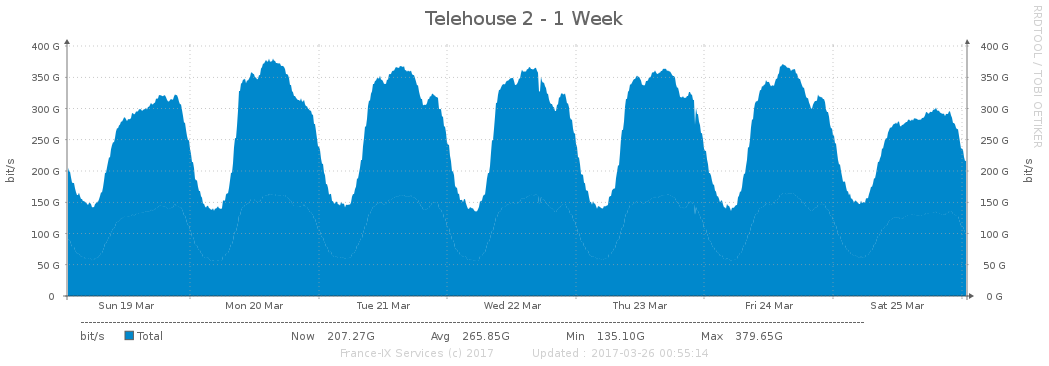 Telehouse 2 - 1 Week
RRDTOOL / TOBI OETIKER
400 G 400 G
350 G 350 G
300 G 300 G
250 G 250 G
200 G 200 G
150 G 150 G
100 G 100 G
50 G 50 G
0 0 G
bit/s bit/s
Sun 19 Mar Mon 20 Mar Tue 21 Mar Wed 22 Mar Thu 23 Mar Fri 24 Mar Sat 25 Mar
bit/s Total Now 207.27G Avg 265.85G Min 135.10G Max 379.65G
France-IX Services (c) 2017 Updated : 2017-03-26 00:55:14